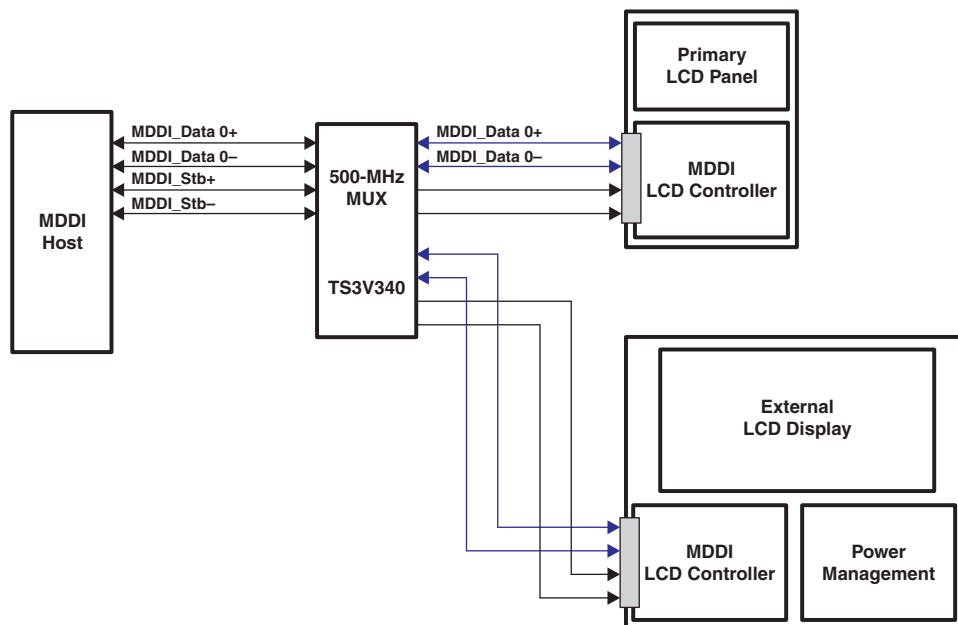 Primary
LCD Panel
MDDI_Data 0+
MDDI_Data 0–
MDDI_Stb+
MDDI_Stb–
MDDI
Host
500-MHz
MUX
TS3V340
MDDI_Data 0+
MDDI_Data 0–
MDDI
LCD Controller
External
LCD Display
MDDI
LCD Controller
Power
Management